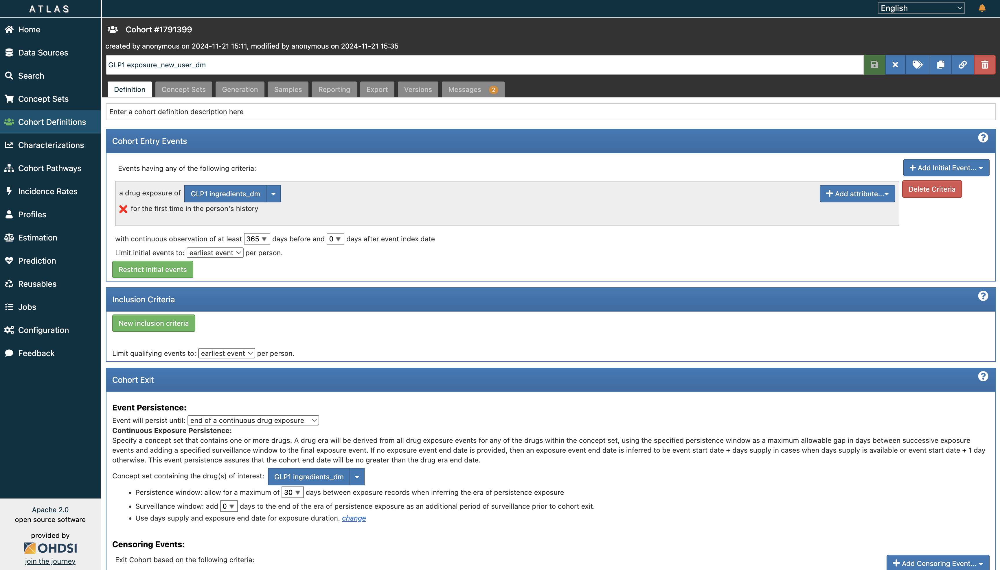 ATLAS
English
Home
Data Sources
Search
Concept Sets
Cohort Definitions
Characterizations
Cohort Pathways
Incidence Rates
Profiles
Estimation
Prediction
Reusables
Jobs
Configuration
Feedback
Apache 2.0
open source software
provided by
OHDSI
join the journey
Cohort #1791399
created by anonymous on 2024-11-21 15:11, modified by anonymous on 2024-11-21 15:35
GLP1 exposure_new_user_dm
Definition Concept Sets Generation Samples Reporting Export Versions Messages 2
Enter a cohort definition description here
Cohort Entry Events ?
Events having any of the following criteria: + Add Initial Event...
a drug exposure of GLP1 ingredients_dm + Add attribute... Delete Criteria
for the first time in the person's history
with continuous observation of at least 365 days before and 0 days after event index date
Limit initial events to: earliest event per person.
Restrict initial events
Inclusion Criteria ?
New inclusion criteria
Limit qualifying events to: earliest event per person.
Cohort Exit ?
Event Persistence:
Event will persist until: end of a continuous drug exposure
Continuous Exposure Persistence:
Specify a concept set that contains one or more drugs. A drug era will be derived from all drug exposure events for any of the drugs within the concept set, using the specified persistence window as a maximum allowable gap in days between successive exposure
events and adding a specified surveillance window to the final exposure event. If no exposure event end date is provided, then an exposure event end date is inferred to be event start date + days supply in cases when days supply is available or event start date + 1 day
otherwise. This event persistence assures that the cohort end date will be no greater than the drug era end date.
Concept set containing the drug(s) of interest: GLP1 ingredients_dm
• Persistence window: allow for a maximum of 30 days between exposure records when inferring the era of persistence exposure
• Surveillance window: add 0 days to the end of the era of persistence exposure as an additional period of surveillance prior to cohort exit.
• Use days supply and exposure end date for exposure duration. change
Censoring Events:
Exit Cohort based on the following criteria: + Add Censoring Event...